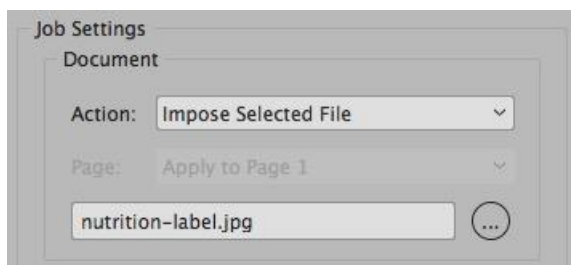 Job Settings
Document
Action: Impose Selected File
Page: Apply to Page 1
nutrition-label.jpg ...